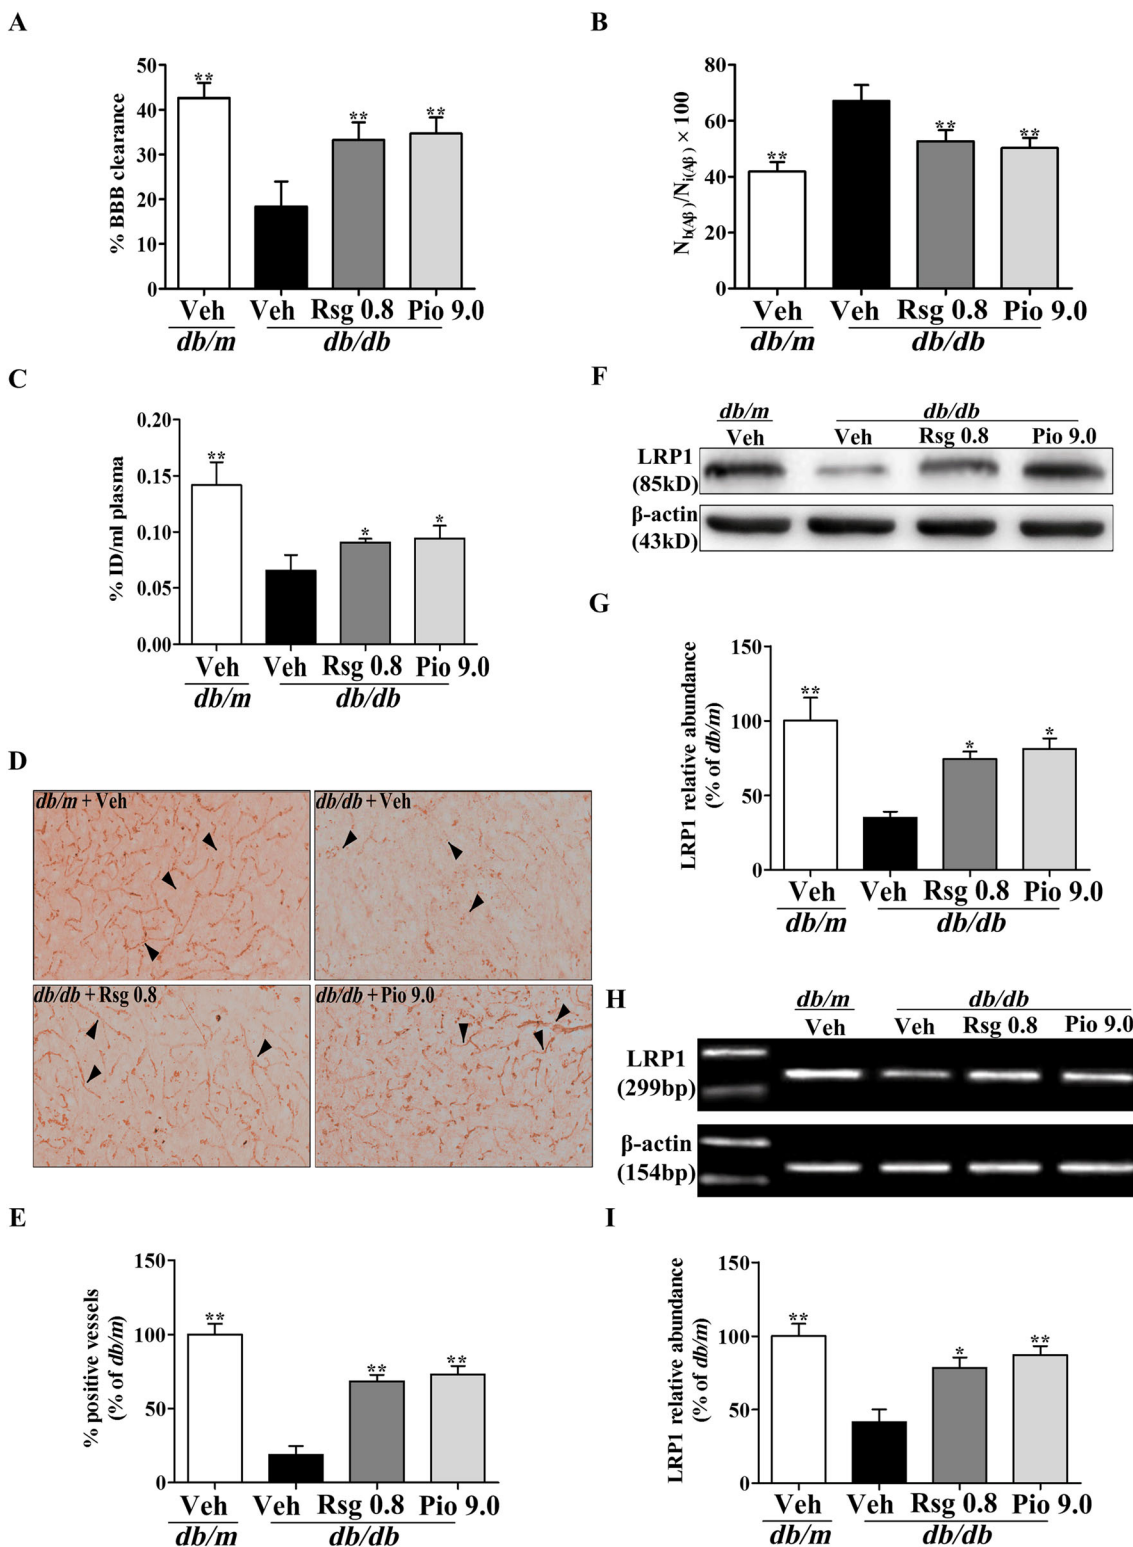 A
% BBB clearance
50
40
30
20
10
0
**
**
**
Veh Veh Rsg 0.8 Pio 9.0
db/m db/db
B
Nb(Aβ)/Ni(Aβ) × 100
80
60
40
20
0
**
**
**
Veh Veh Rsg 0.8 Pio 9.0
db/m db/db
C
% ID/ml plasma
0.20
0.15
0.10
0.05
0.00
**
*
*
Veh Veh Rsg 0.8 Pio 9.0
db/m db/db
F
db/m db/db
Veh Veh Rsg 0.8 Pio 9.0
LRP1
(85kD)
β-actin
(43kD)
G
LRP1 relative abundance
(% of db/m)
150
100
50
0
**
*
*
Veh Veh Rsg 0.8 Pio 9.0
db/m db/db
D
db/m + Veh
db/db + Veh
db/db + Rsg 0.8
db/db + Pio 9.0
H
db/m db/db
Veh Veh Rsg 0.8 Pio 9.0
LRP1
(299bp)
β-actin
(154bp)
E
% positive vessels
(% of db/m)
150
100
50
0
**
**
**
Veh Veh Rsg 0.8 Pio 9.0
db/m db/db
I
LRP1 relative abundance
(% of db/m)
150
100
50
0
**
*
**
Veh Veh Rsg 0.8 Pio 9.0
db/m db/db